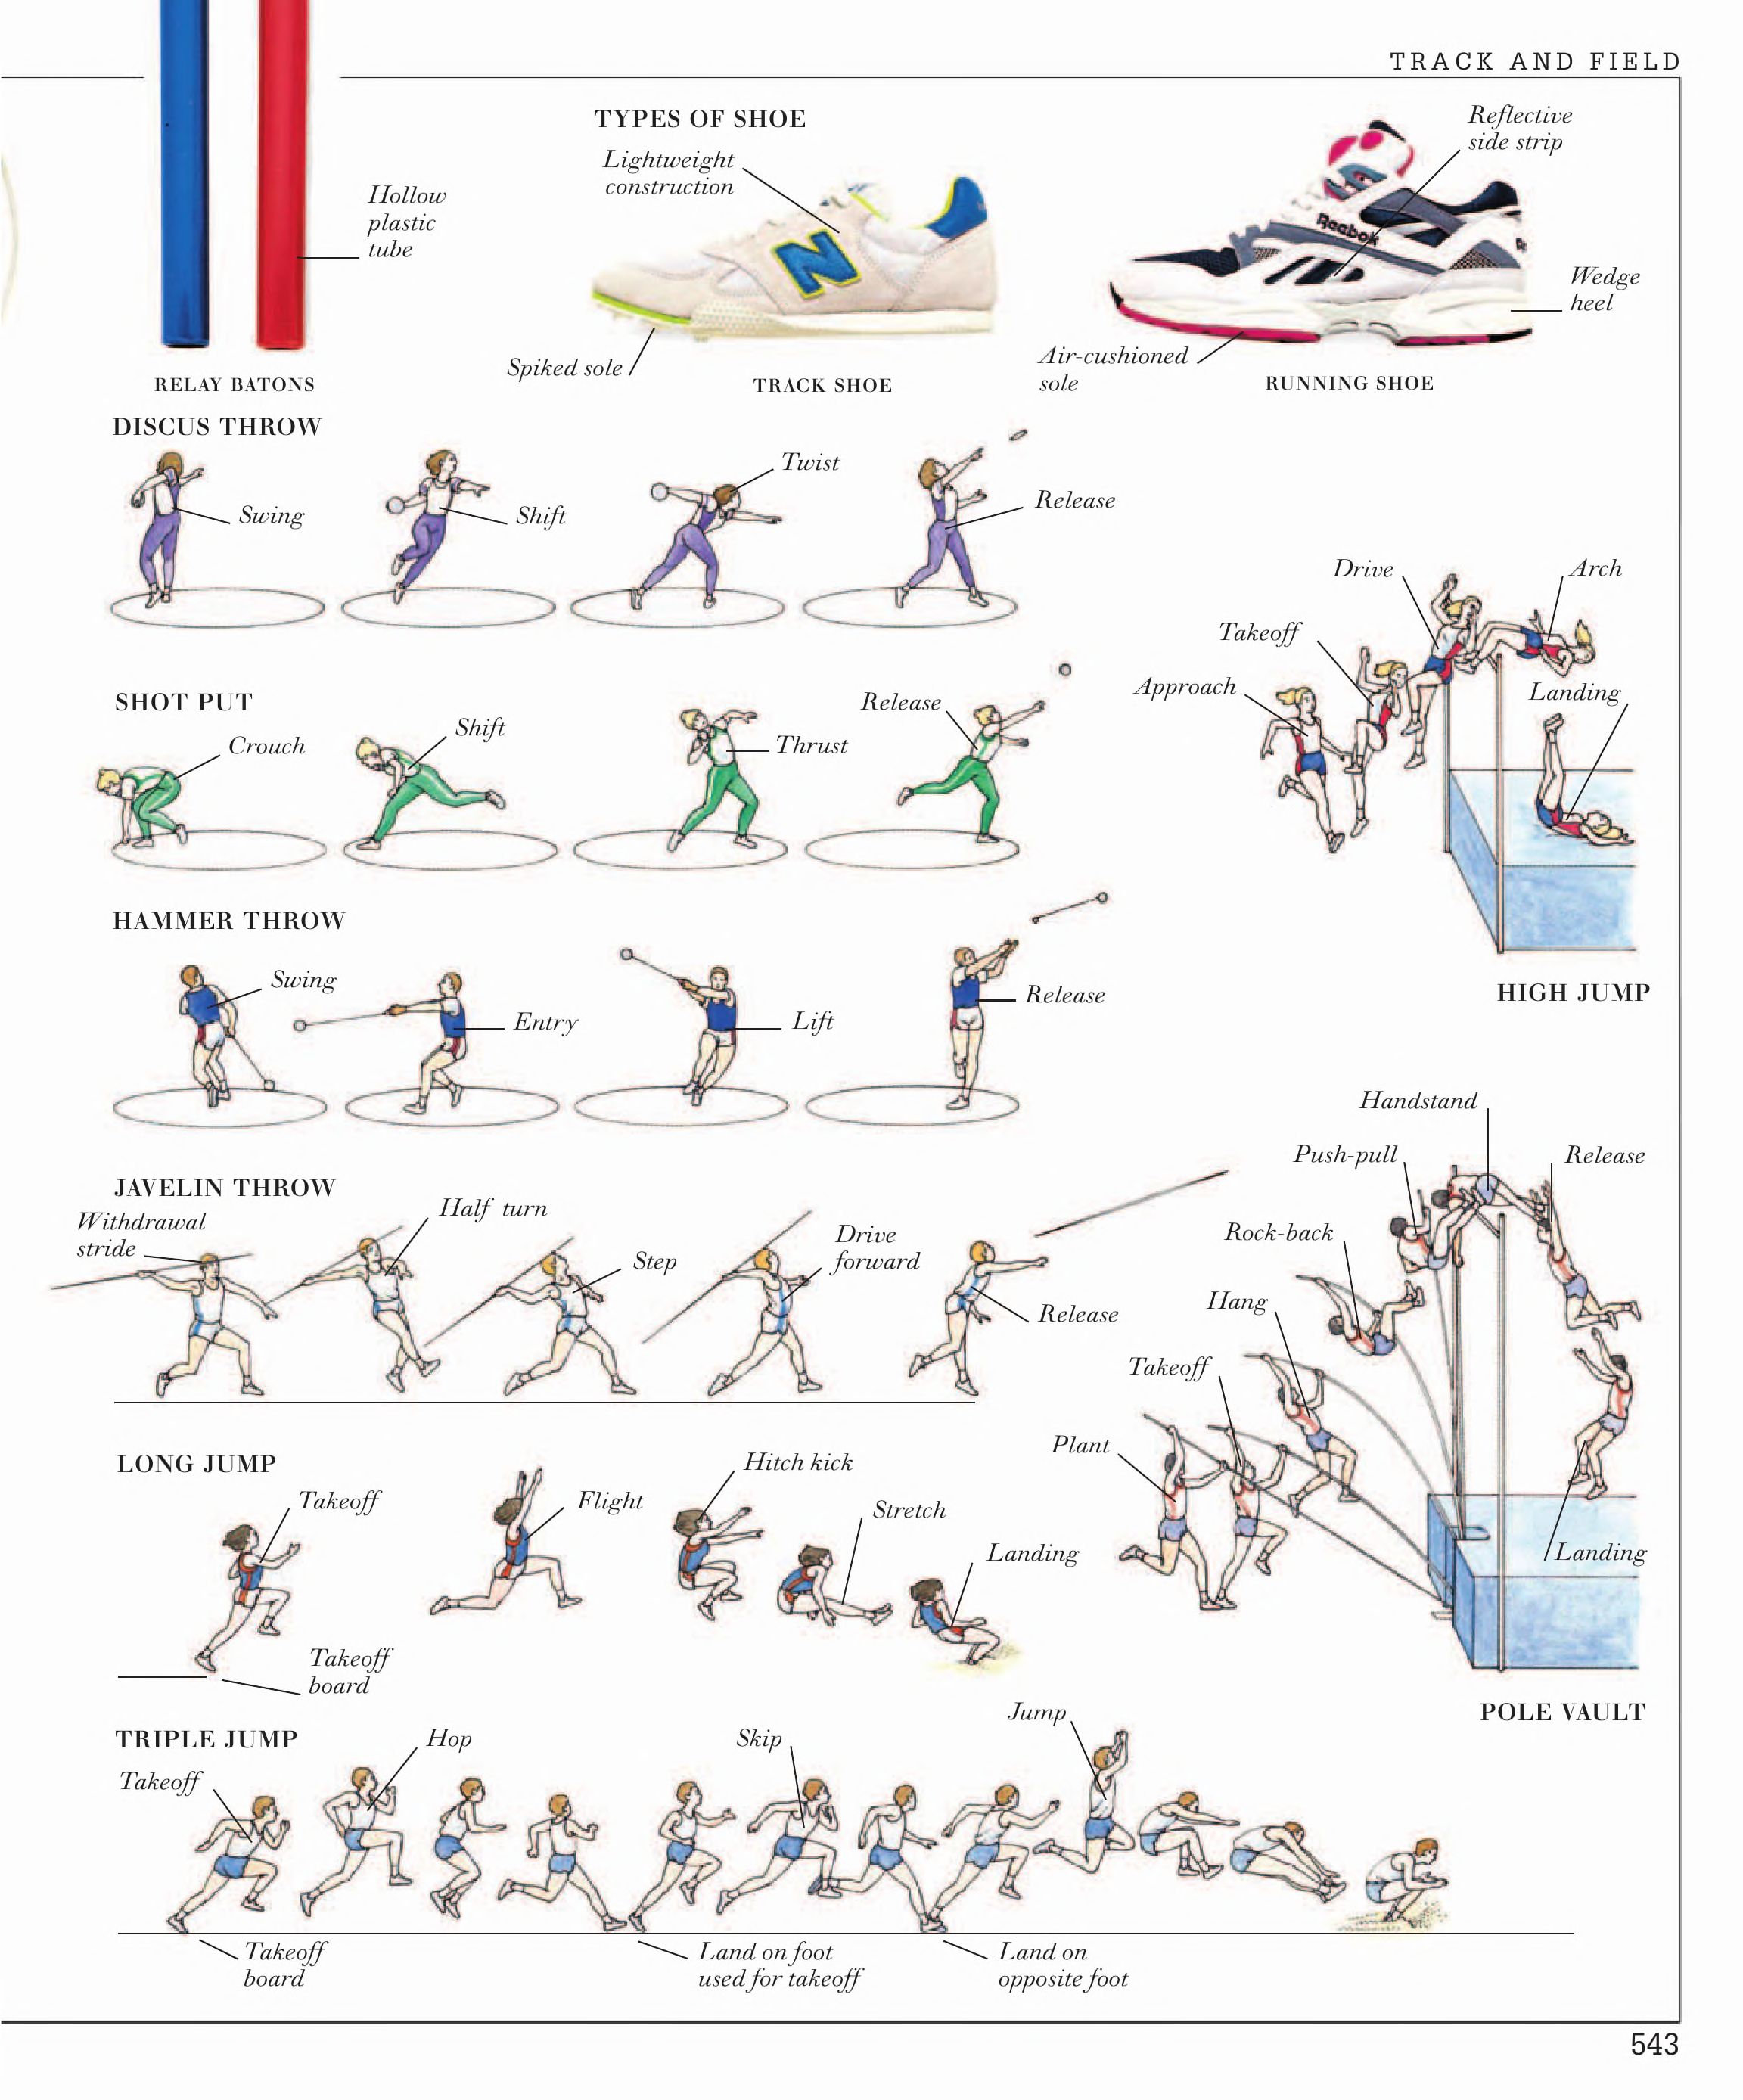 TRACK AND FIELD
Hollow
plastic
tube
RELAY BATONS
TYPES OF SHOE
Lightweight
construction
N
Spiked sole
TRACK SHOE
Reflective
side strip
Reebok
Wedge
heel
Air-cushioned
sole
RUNNING SHOE
DISCUS THROW
Swing
Shift
Twist
Release
SHOT PUT
Crouch
Shift
Thrust
Release
HAMMER THROW
Swing
Entry
Lift
Release
JAVELIN THROW
Withdrawal
stride
Half turn
Step
Drive
forward
Release
LONG JUMP
Takeoff
Takeoff
board
Flight
Hitch kick
Stretch
Landing
Approach
Takeoff
Drive
Arch
Landing
HIGH JUMP
Plant
Takeoff
Hang
Rock-back
Push-pull
Handstand
Release
Landing
POLE VAULT
TRIPLE JUMP
Takeoff
Hop
Skip
Jump
Takeoff
board
Land on foot
used for takeoff
Land on
opposite foot
543